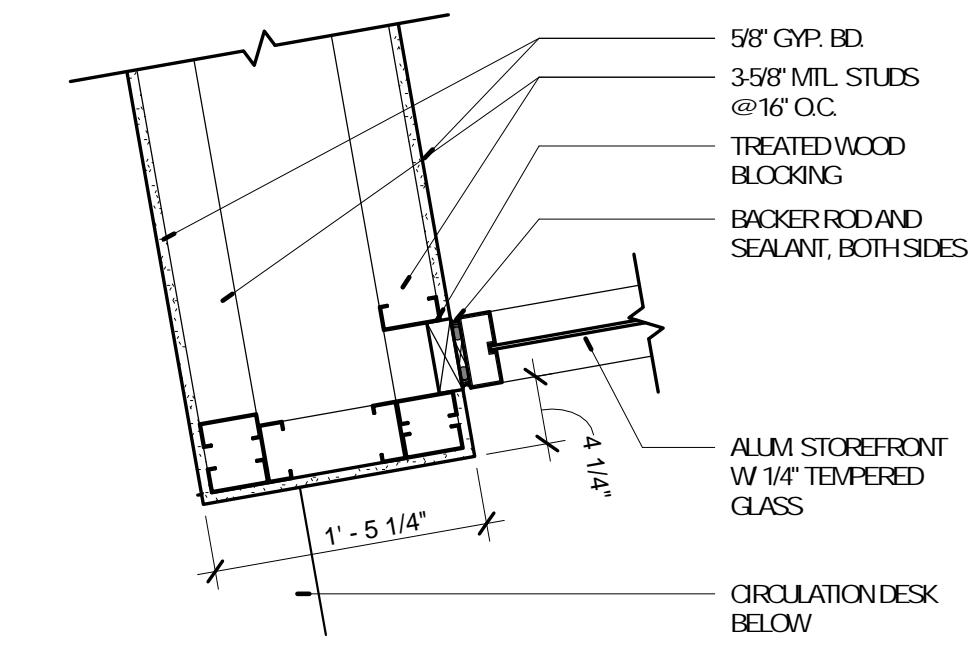 5/8" GYP. BD.
3-5/8" MTL. STUDS
@ 16" O.C.
TREATED WOOD
BLOCKING
BACKER ROD AND
SEALANT, BOTH SIDES
ALUM. STOREFRONT
W/ 1/4" TEMPERED
GLASS
4 1/4"
1' - 5 1/4"
CIRCULATION DESK
BELOW